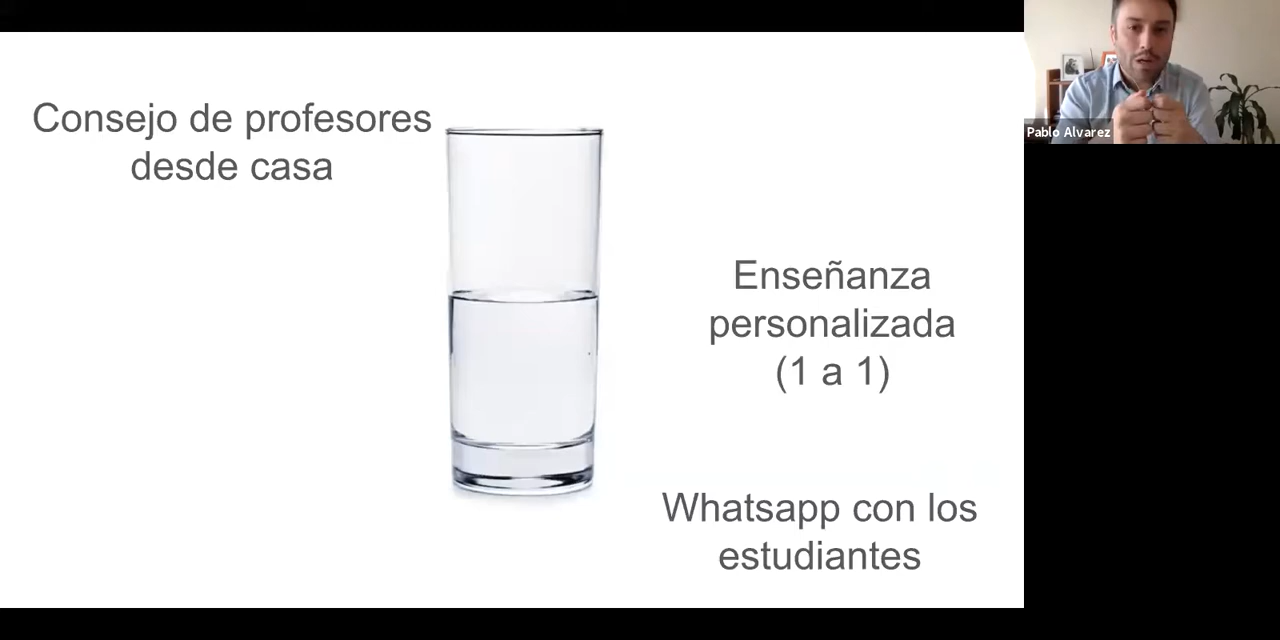 Consejo de profesores
desde casa
Pablo Alvarez
Enseñanza
personalizada
(1 a 1)
Whatsapp con los
estudiantes